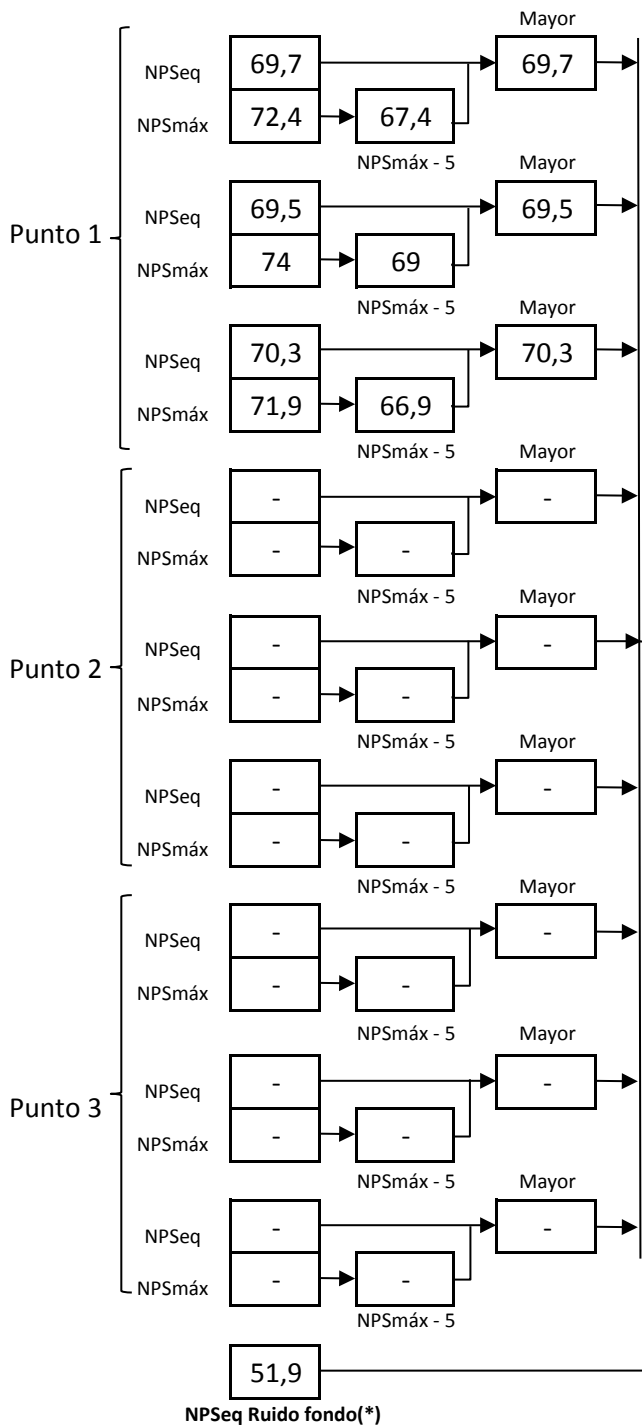 Mayor
NPSeq 69,7 69,7
NPSmáx 72,4 67,4
NPSmáx - 5
Mayor
Punto 1 NPSeq 69,5 69,5
NPSmáx 74 69
NPSmáx - 5
Mayor
NPSeq 70,3 70,3
NPSmáx 71,9 66,9
NPSmáx - 5
Mayor
NPSeq - -
NPSmáx - -
NPSmáx - 5
Mayor
Punto 2 NPSeq - -
NPSmáx - -
NPSmáx - 5
Mayor
NPSeq - -
NPSmáx - -
NPSmáx - 5
Mayor
NPSeq - -
NPSmáx - -
NPSmáx - 5
Mayor
Punto 3 NPSeq - -
NPSmáx - -
NPSmáx - 5
Mayor
NPSeq - -
NPSmáx - -
NPSmáx - 5
51,9
NPSeq Ruido fondo(*)